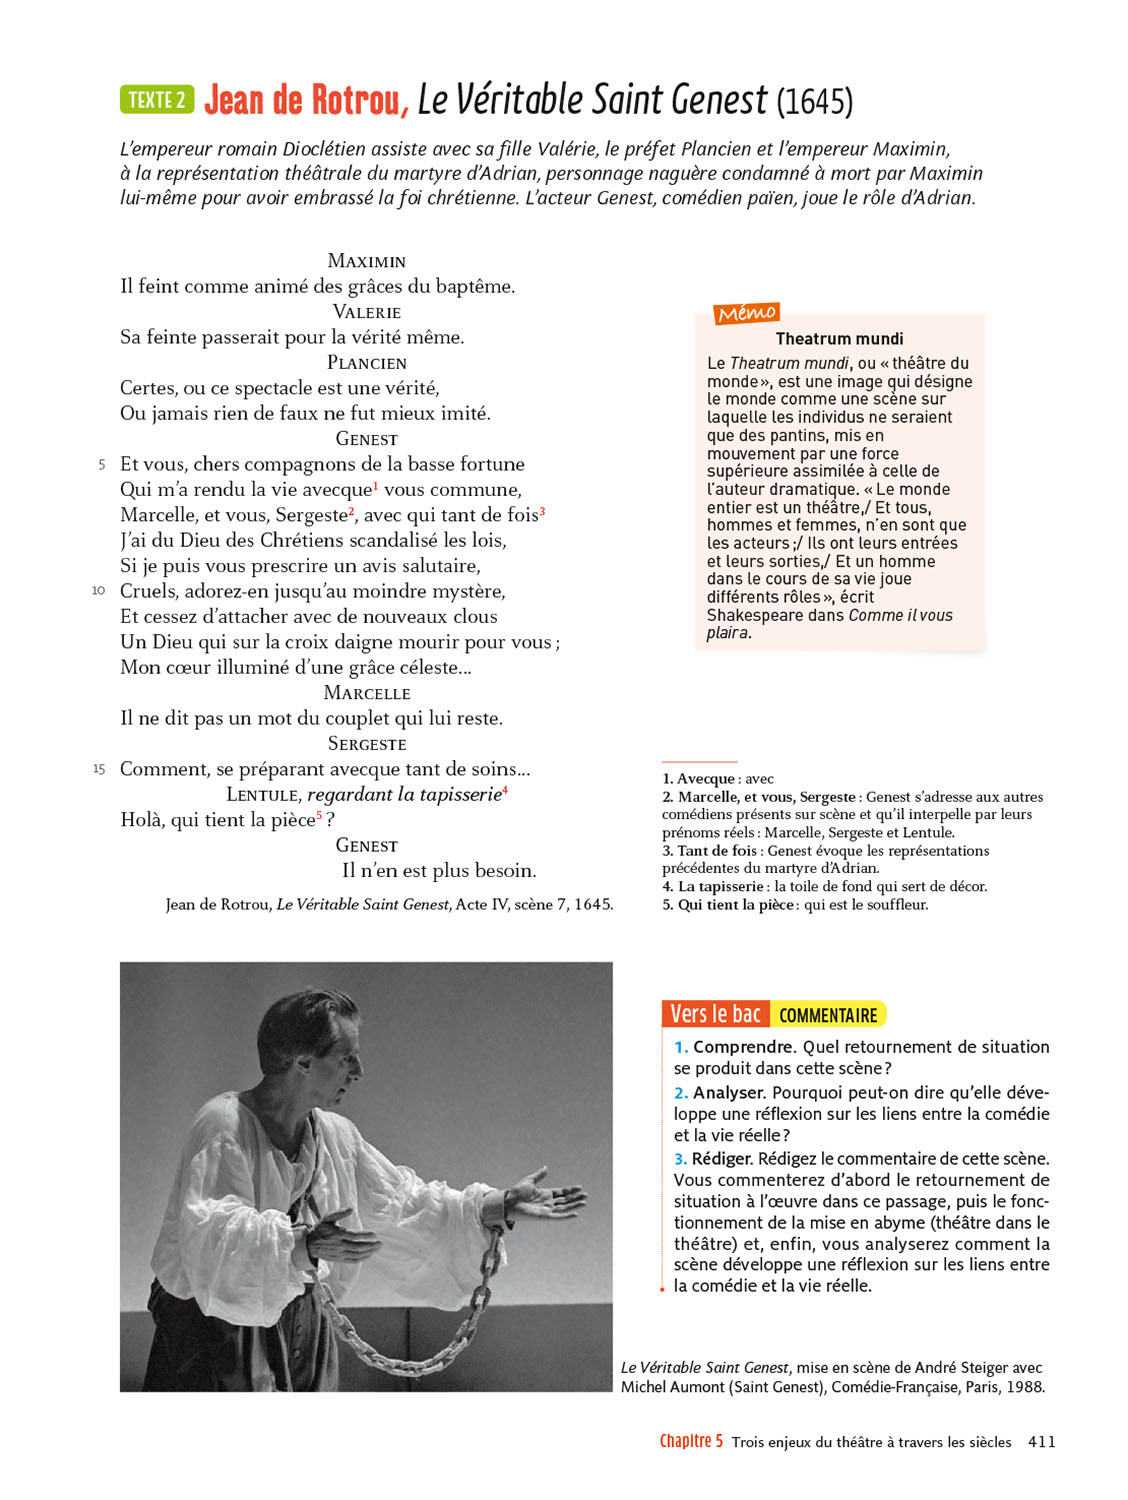 TEXTE 2 Jean de Rotrou, Le Véritable Saint Genest (1645)
L'empereur romain Dioclétien assiste avec sa fille Valérie, le préfet Plancien et l'empereur Maximin,
à la représentation théâtrale du martyre d'Adrian, personnage naguère condamné à mort par Maximin
lui-même pour avoir embrassé la foi chrétienne. L'acteur Genest, comédien païen, joue le rôle d'Adrian.
MAXIMIN
Il feint comme animé des grâces du baptême.
VALERIE
Sa feinte passerait pour la vérité même.
PLANCIEN
Certes, ou ce spectacle est une vérité,
Ou jamais rien de faux ne fut mieux imité.
GENEST
5 Et vous, chers compagnons de la basse fortune
Qui m'a rendu la vie avecque1 vous commune,
Marcelle, et vous, Sergeste2, avec qui tant de fois3
J'ai du Dieu des Chrétiens scandalisé les lois,
Si je puis vous prescrire un avis salutaire,
10 Cruels, adorez-en jusqu'au moindre mystère,
Et cessez d'attacher avec de nouveaux clous
Un Dieu qui sur la croix daigne mourir pour vous ;
Mon cœur illuminé d'une grâce céleste...
MARCELLE
Il ne dit pas un mot du couplet qui lui reste.
SERGESTE
15 Comment, se préparant avecque tant de soins...
LENTULE, regardant la tapisserie4
Holà, qui tient la pièce5 ?
GENEST
Il n'en est plus besoin.
Jean de Rotrou, Le Véritable Saint Genest, Acte IV, scène 7, 1645.
Mémo
Theatrum mundi
Le Theatrum mundi, ou « théâtre du
monde », est une image qui désigne
le monde comme une scène sur
laquelle les individus ne seraient
que des pantins, mis en
mouvement par une force
supérieure assimilée à celle de
l'auteur dramatique. « Le monde
entier est un théâtre,/ Et tous,
hommes et femmes, n'en sont que
les acteurs ;/ Ils ont leurs entrées
et leurs sorties,/ Et un homme
dans le cours de sa vie joue
différents rôles », écrit
Shakespeare dans Comme il vous
plaira.
1. Avecque : avec
2. Marcelle, et vous, Sergeste : Genest s'adresse aux autres
comédiens présents sur scène et qu'il interpelle par leurs
prénoms réels : Marcelle, Sergeste et Lentule.
3. Tant de fois : Genest évoque les représentations
précédentes du martyre d'Adrian.
4. La tapisserie : la toile de fond qui sert de décor.
5. Qui tient la pièce : qui est le souffleur.
Vers le bac COMMENTAIRE
1. Comprendre. Quel retournement de situation
se produit dans cette scène ?
2. Analyser. Pourquoi peut-on dire qu'elle déve-
loppe une réflexion sur les liens entre la comédie
et la vie réelle ?
3. Rédiger. Rédigez le commentaire de cette scène.
Vous commenterez d'abord le retournement de
situation à l'œuvre dans ce passage, puis le fonc-
tionnement de la mise en abyme (théâtre dans le
théâtre) et, enfin, vous analyserez comment la
scène développe une réflexion sur les liens entre
la comédie et la vie réelle.
Le Véritable Saint Genest, mise en scène de André Steiger avec
Michel Aumont (Saint Genest), Comédie-Française, Paris, 1988.
Chapitre 5 Trois enjeux du théâtre à travers les siècles 411